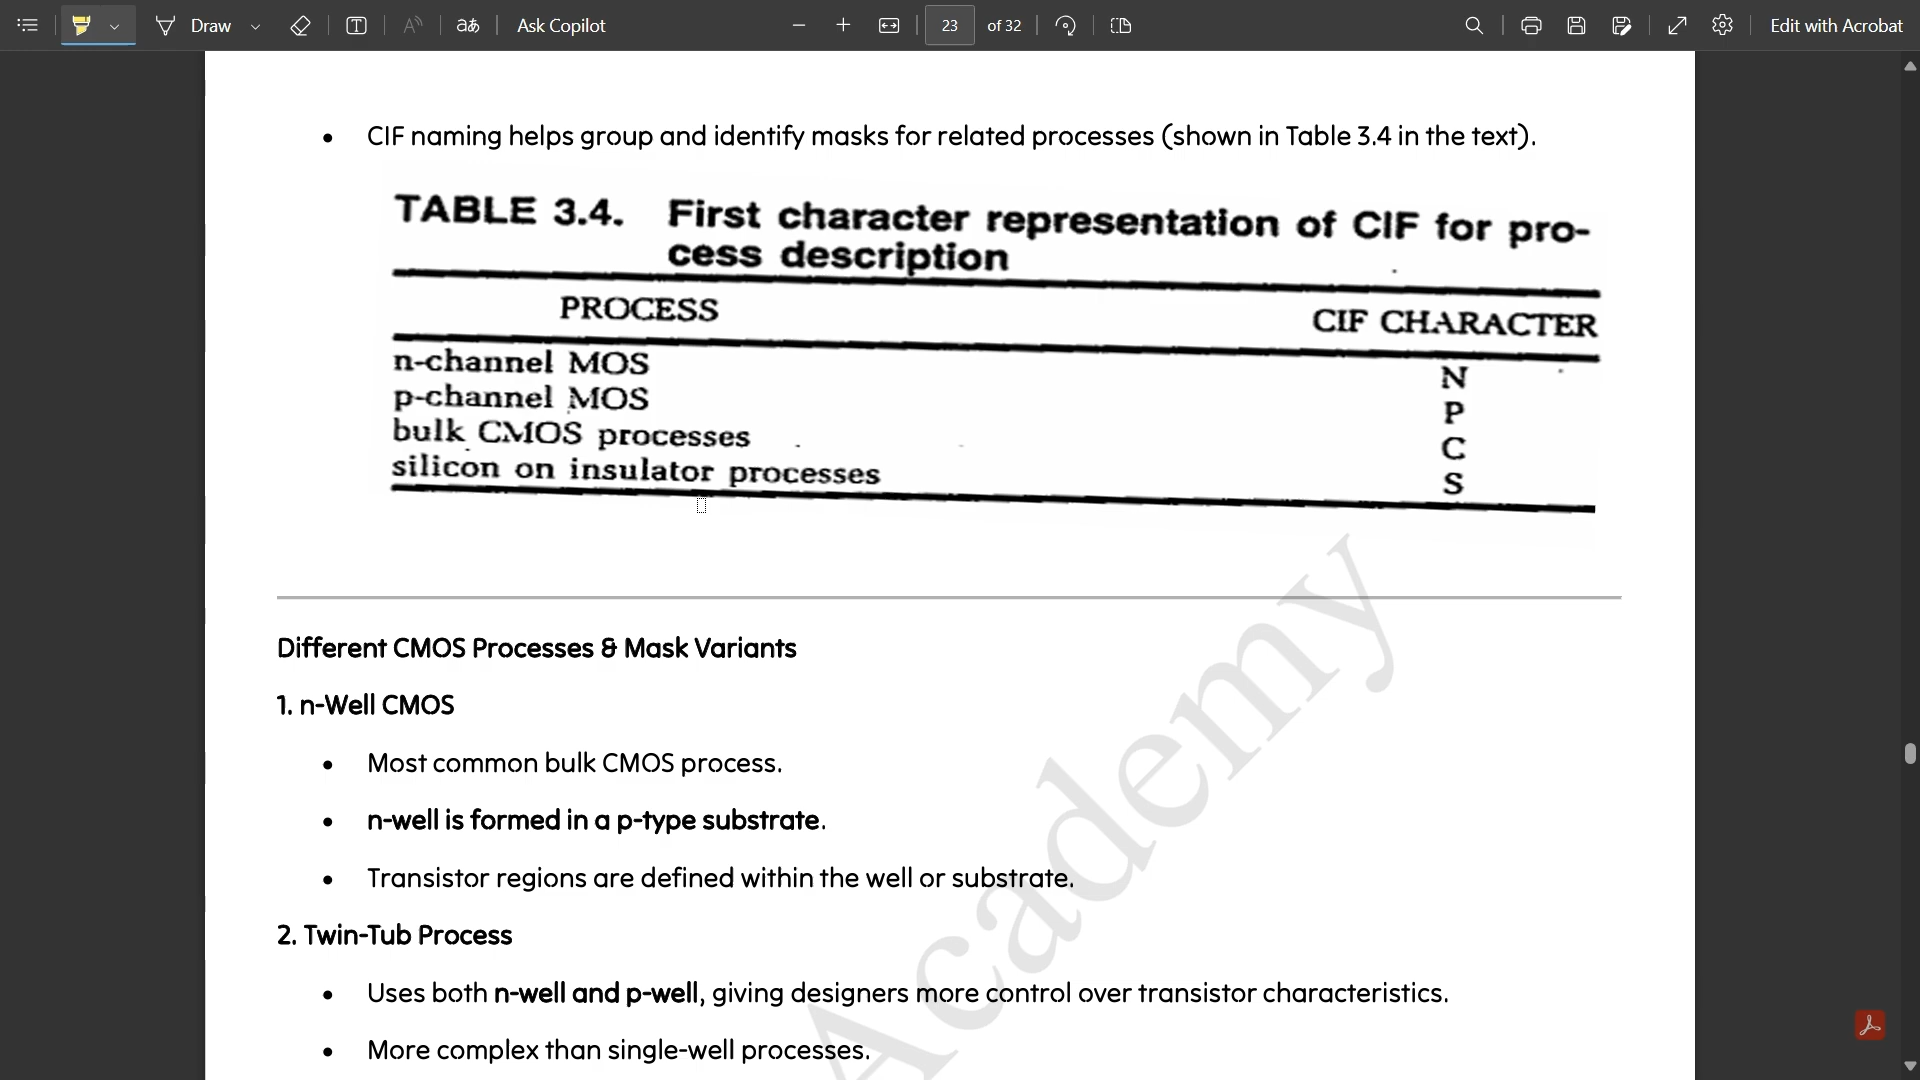 Draw
T
A
aあ
Ask Copilot
23 of 32
Edit with Acrobat
• CIF naming helps group and identify masks for related processes (shown in Table 3.4 in the text).
TABLE 3.4. First character representation of CIF for pro-
cess description
PROCESS CIF CHARACTER
n-channel MOS N
p-channel MOS P
bulk CMOS processes C
silicon on insulator processes S
Different CMOS Processes & Mask Variants
1. n-Well CMOS
• Most common bulk CMOS process.
• n-well is formed in a p-type substrate.
• Transistor regions are defined within the well or substrate.
2. Twin-Tub Process
• Uses both n-well and p-well, giving designers more control over transistor characteristics.
• More complex than single-well processes.
Academy